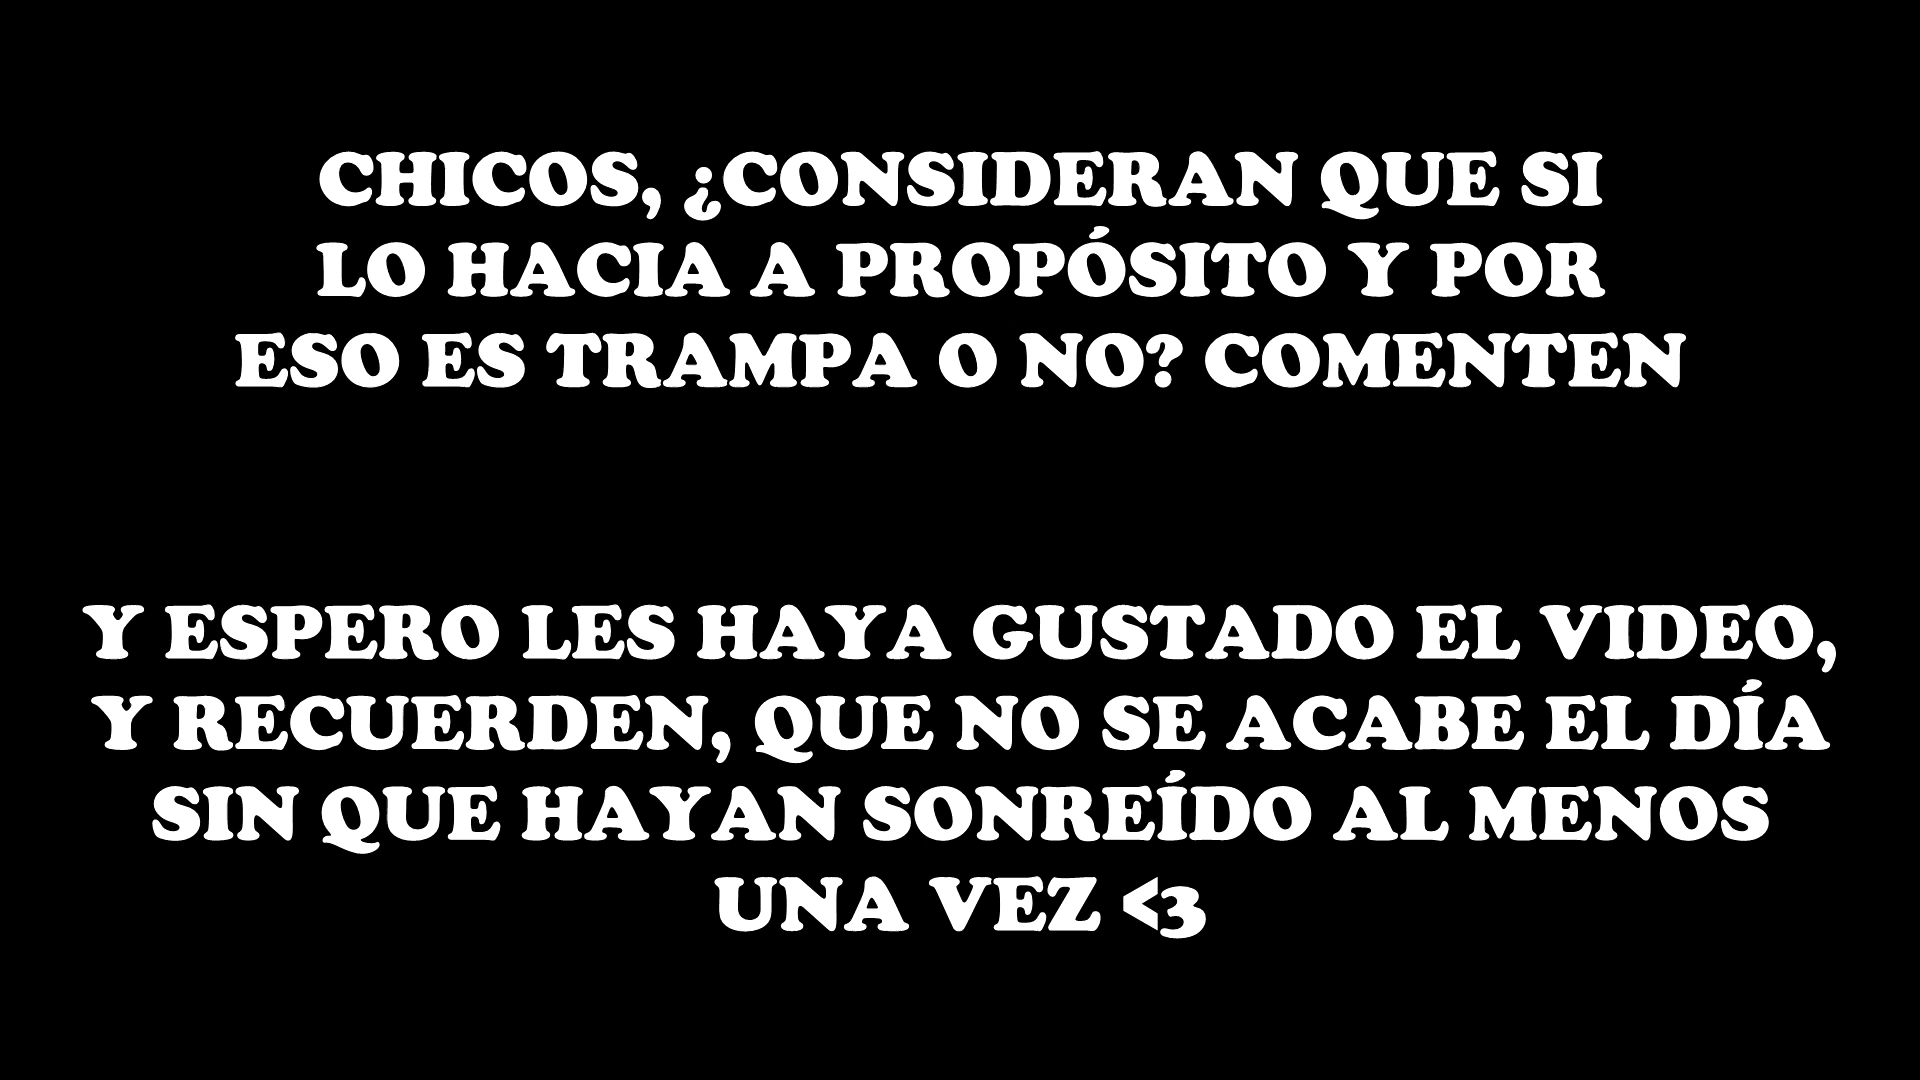 CHICOS, ¿CONSIDERAN QUE SI
LO HACIA A PROPÓSITO Y POR
ESO ES TRAMPA O NO? COMENTEN
Y ESPERO LES HAYA GUSTADO EL VIDEO,
Y RECUERDEN, QUE NO SE ACABE EL DÍA
SIN QUE HAYAN SONREÍDO AL MENOS
UNA VEZ <3